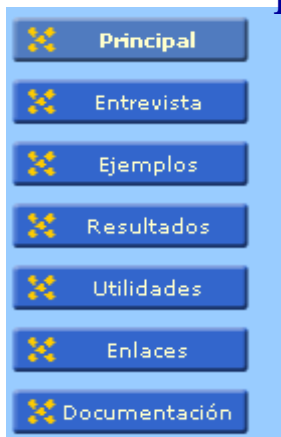 Principal
Entrevista
Ejemplos
Resultados
Utilidades
Enlaces
Documentación